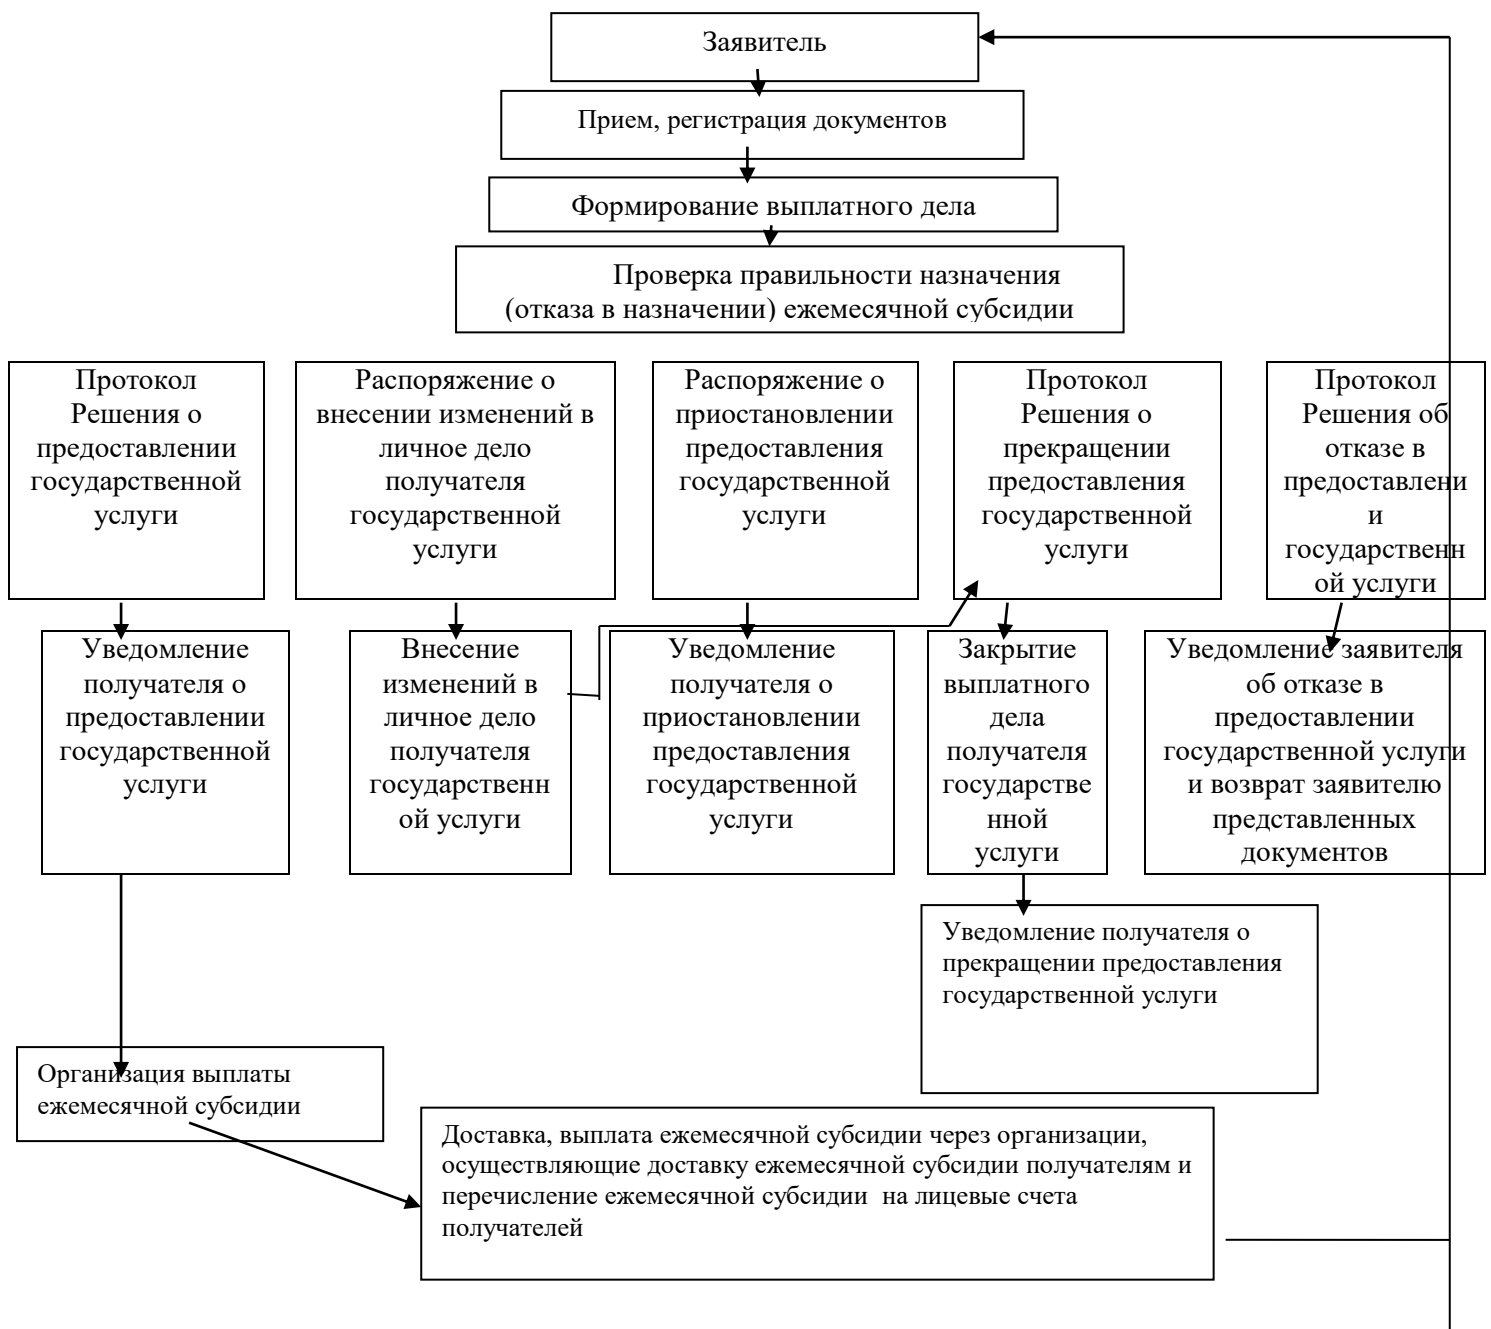 Заявитель
Прием, регистрация документов
Формирование выплатного дела
Проверка правильности назначения
(отказа в назначении) ежемесячной субсидии
Протокол
Решения о
предоставлении
государственной
услуги
Распоряжение о
внесении изменений в
личное дело
получателя
государственной
услуги
Распоряжение о
приостановлении
предоставления
государственной
услуги
Протокол
Решения о
прекращении
предоставления
государственной
услуги
Протокол
Решения об
отказе в
предоставлени
и
государственн
ой услуги
Уведомление
получателя о
предоставлении
государственной
услуги
Внесение
изменений в
личное дело
получателя
государственн
ой услуги
Уведомление
получателя о
приостановлении
предоставления
государственной
услуги
Закрытие
выплатного
дела
получателя
государстве
нной
услуги
Уведомление заявителя
об отказе в
предоставлении
государственной услуги
и возврат заявителю
представленных
документов
Уведомление получателя о
прекращении предоставления
государственной услуги
Организация выплаты
ежемесячной субсидии
Доставка, выплата ежемесячной субсидии через организации,
осуществляющие доставку ежемесячной субсидии получателям и
перечисление ежемесячной субсидии  на лицевые счета
получателей